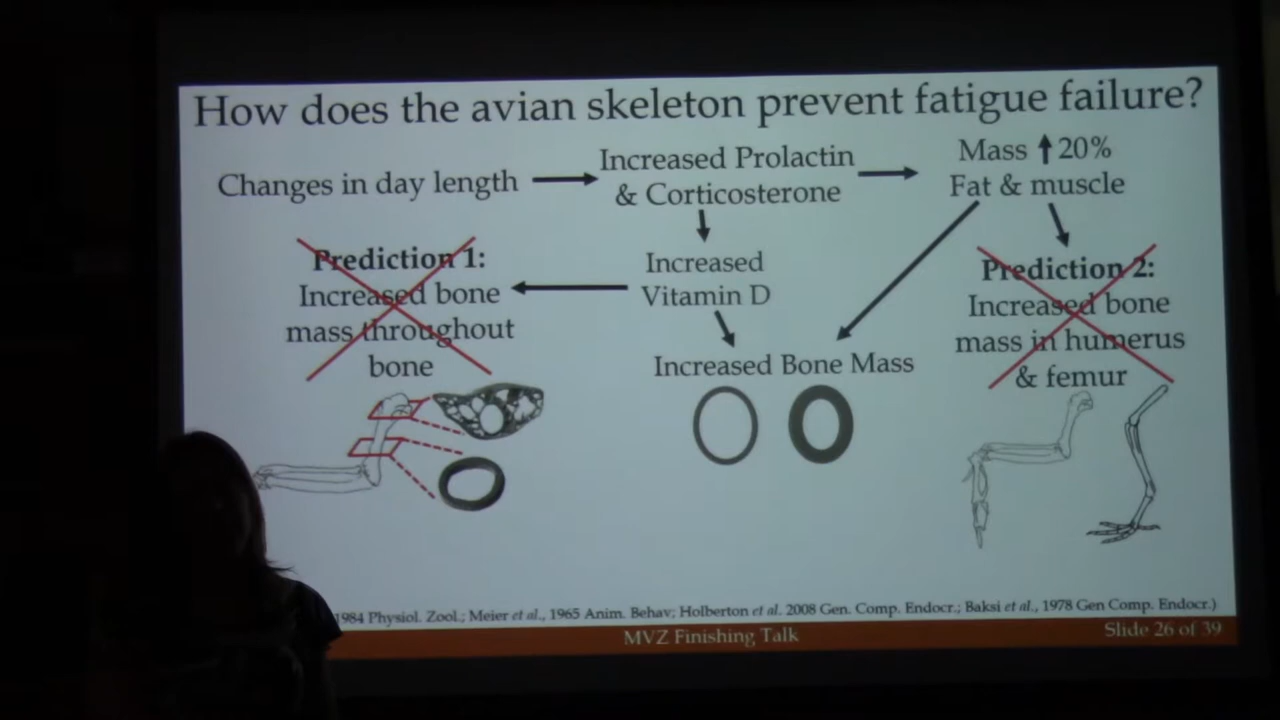 How does the avian skeleton prevent fatigue failure?
Changes in day length
Increased Prolactin
& Corticosterone
Mass ↑ 20%
Fat & muscle
Prediction 1:
Increased bone
mass throughout
bone
Increased
Vitamin D
Increased Bone Mass
Prediction 2:
Increased bone
mass in humerus
& femur
1984 Physiol. Zool.; Meier et al., 1965 Anim. Behav; Holberton et al. 2008 Gen. Comp. Endocr.; Baksi et al., 1978 Gen Comp. Endocr.)
MVZ Finishing Talk
Slide 26 of 39